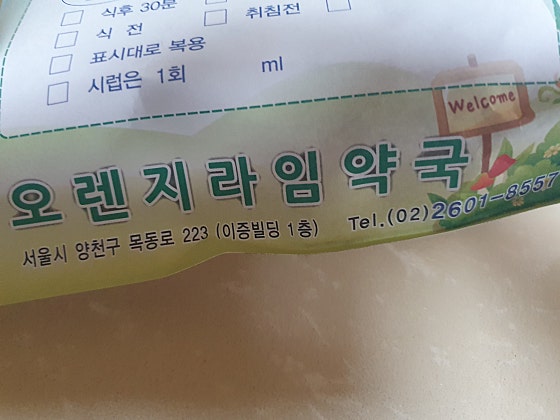 식후 30분
식 전
취침전
표시대로 복용
시럽은 1회 ml
Welcome
오렌지라임약국
서울시 양천구 목동로 223 (이증빌딩 1층) Tel.(02)2601-8557